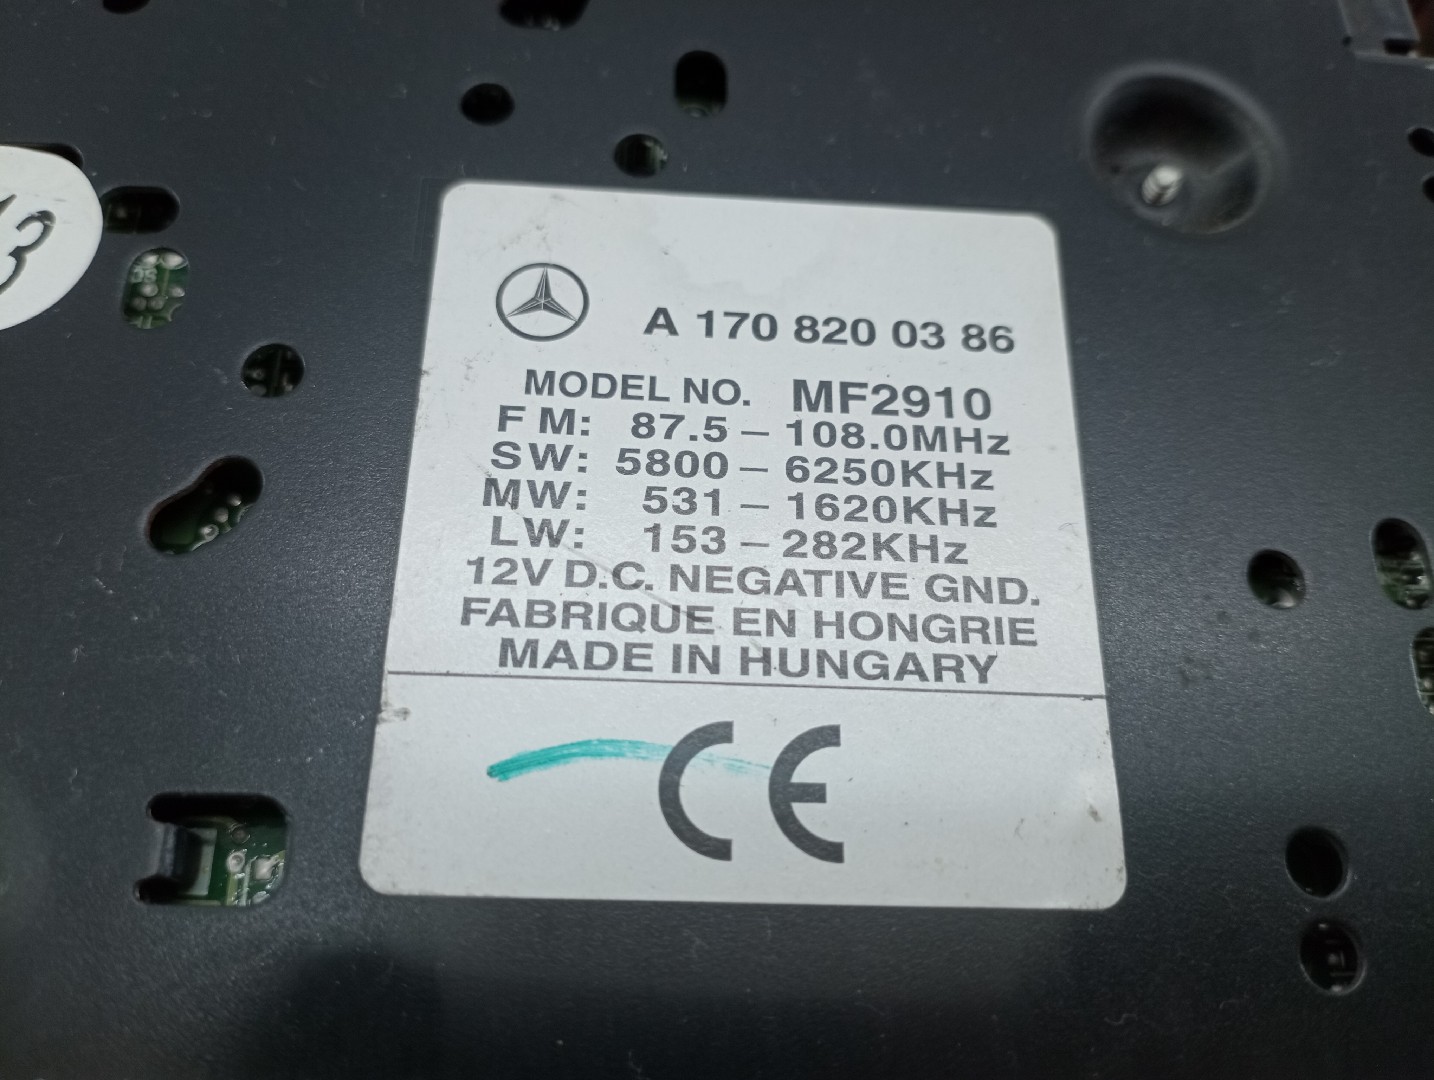 13
A 170 820 03 86
MODEL NO. MF2910
FM: 87.5 – 108.0MHz
SW: 5800 – 6250KHz
MW: 531 – 1620KHz
LW: 153 – 282KHz
12V D.C. NEGATIVE GND.
FABRIQUE EN HONGRIE
MADE IN HUNGARY
CE